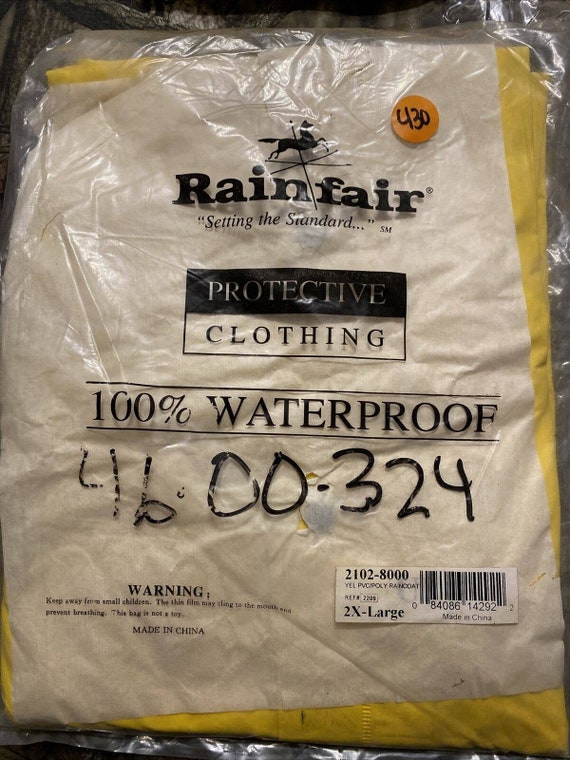 430
Rainfair®
"Setting the Standard..." SM
PROTECTIVE
CLOTHING
100% WATERPROOF
46.00-324
WARNING:
Keep away from small children. The thin film may cling to the mouth and
prevent breathing. This bag is not a toy.
MADE IN CHINA
2102-8000
YEL PVC/POLY RAINCOAT
REF#: 2206
2X-Large
0 84086 14292 2
Made in China